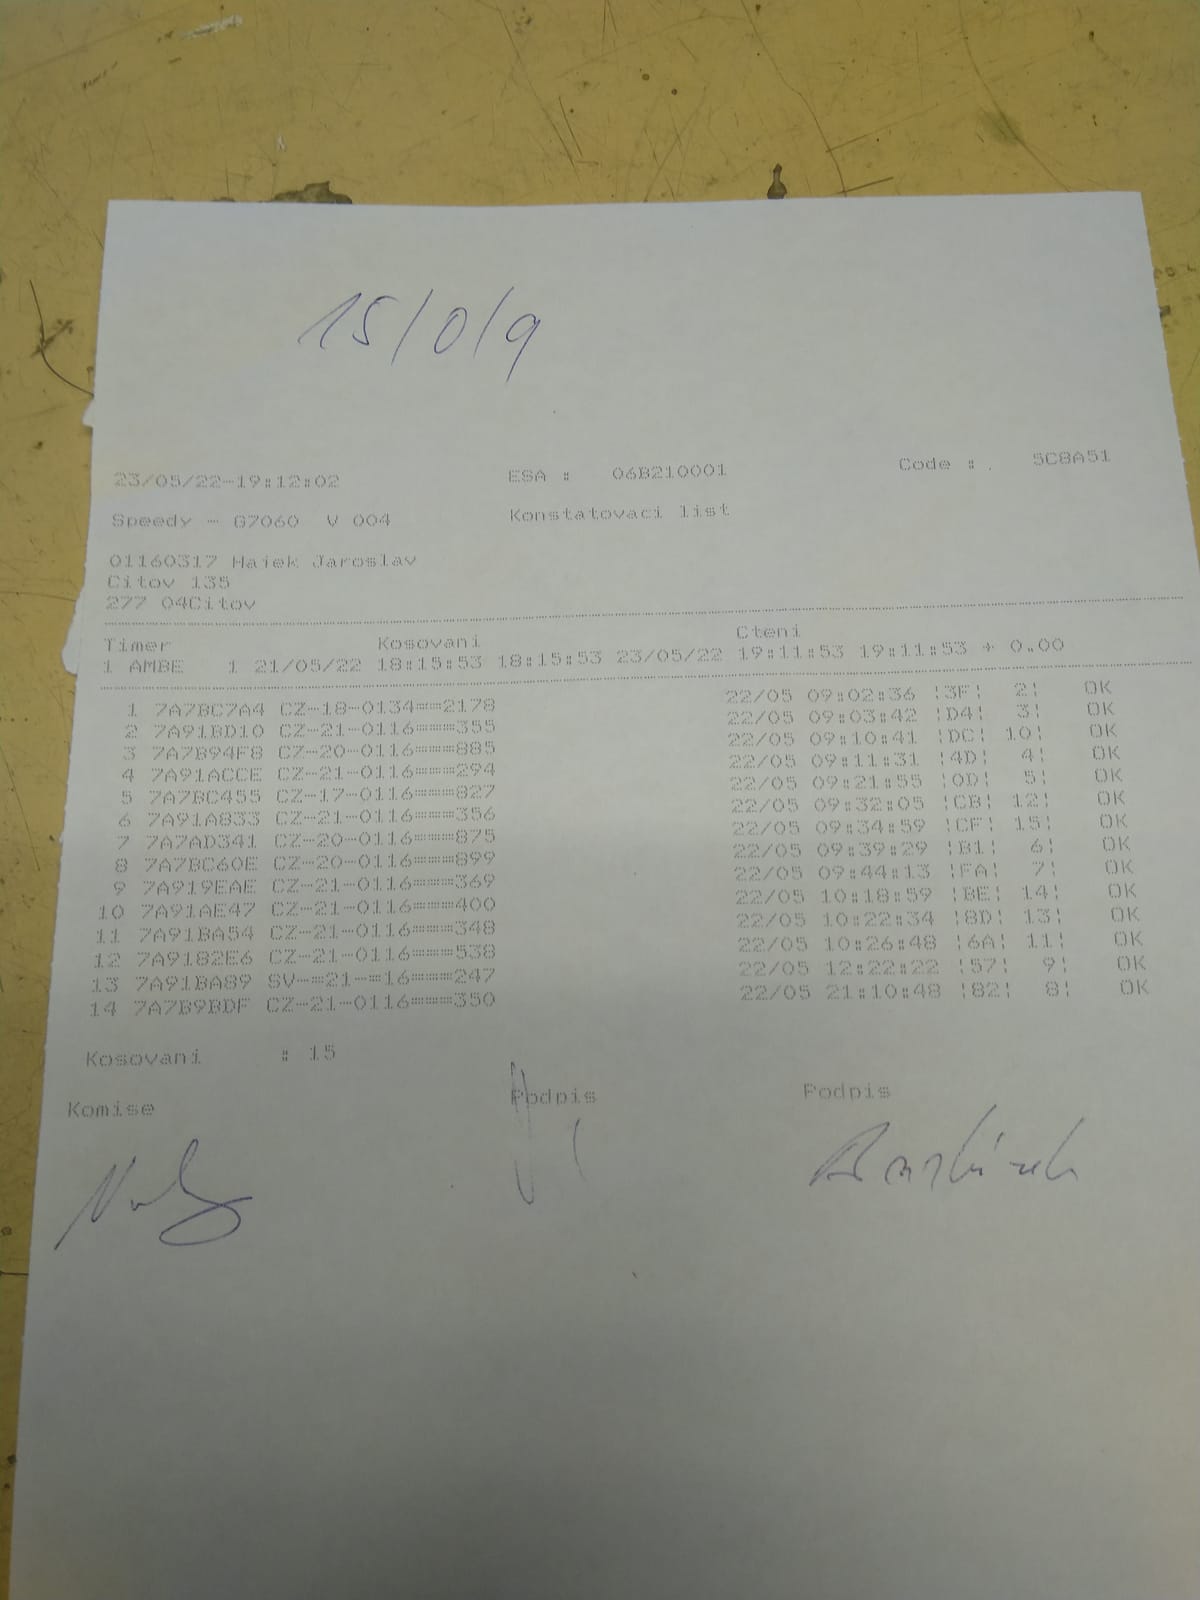 15/0/9
23/05/22-19:12:02 ESA : 06B210001 Code : 5C8A51
Speedy - G7060 V 004 Konstatovaci list
01160317 Hajek Jaroslav
Citov 135
277 04Citov
Timer Kosovani Cteni
1 AMBE 1 21/05/22 18:15:53 18:15:53 23/05/22 19:11:53 19:11:53 + 0.00
1 7A7BC7A4 CZ-18-0134==2178 22/05 09:02:36 ¦3F¦ 2¦ OK
2 7A91BD10 CZ-21-0116===355 22/05 09:03:42 ¦D4¦ 3¦ OK
3 7A7B94F8 CZ-20-0116===885 22/05 09:10:41 ¦DC¦ 10¦ OK
4 7A91ACCE CZ-21-0116===294 22/05 09:11:31 ¦4D¦ 4¦ OK
5 7A7BC455 CZ-17-0116===827 22/05 09:21:55 ¦0D¦ 5¦ OK
6 7A91A833 CZ-21-0116===356 22/05 09:32:05 ¦CB¦ 12¦ OK
7 7A7AD341 CZ-20-0116===875 22/05 09:34:59 ¦CF¦ 15¦ OK
8 7A7BC60E CZ-20-0116===899 22/05 09:39:29 ¦B1¦ 6¦ OK
9 7A919EAE CZ-21-0116===369 22/05 09:44:13 ¦FA¦ 7¦ OK
10 7A91AE47 CZ-21-0116===400 22/05 10:18:59 ¦BE¦ 14¦ OK
11 7A91BA54 CZ-21-0116===348 22/05 10:22:34 ¦8D¦ 13¦ OK
12 7A9182E6 CZ-21-0116===538 22/05 10:26:48 ¦6A¦ 11¦ OK
13 7A91BA89 SV-=21-=16===247 22/05 12:22:22 ¦57¦ 9¦ OK
14 7A7B9BDF CZ-21-0116===350 22/05 21:10:48 ¦82¦ 8¦ OK
Kosovani : 15
Komise Podpis Podpis